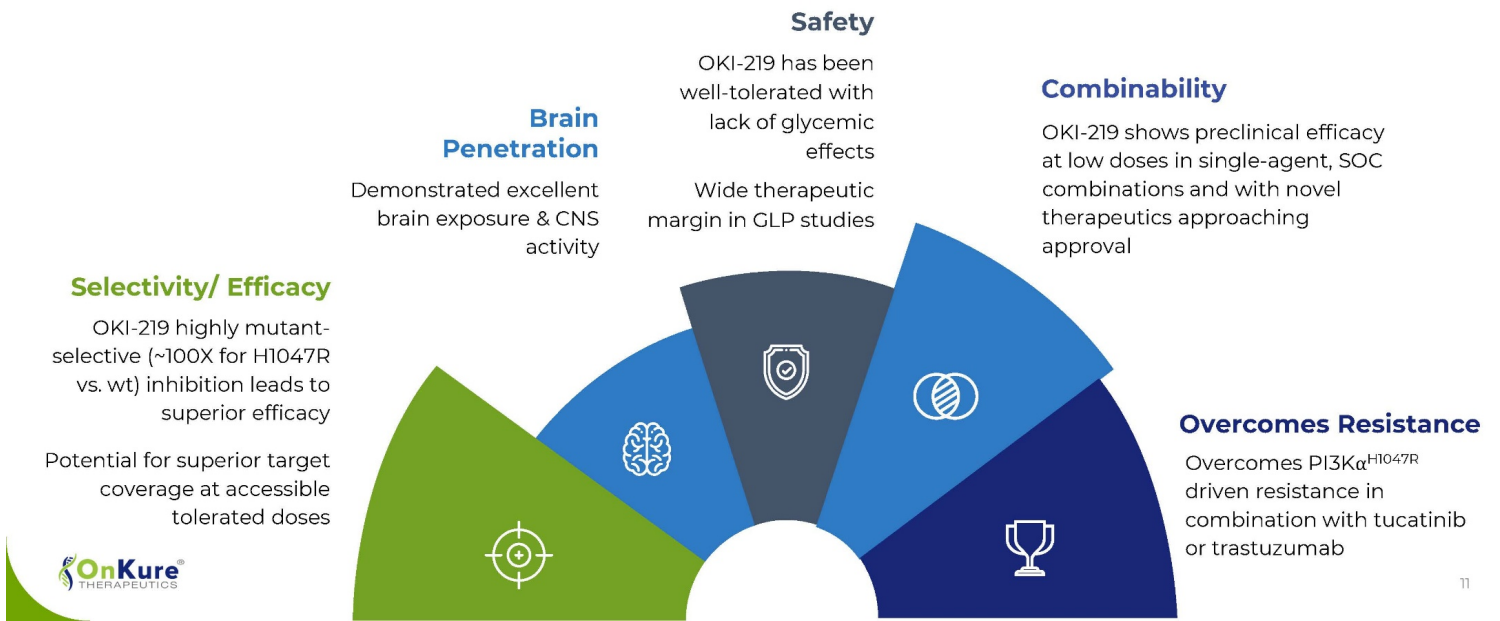 Safety
OKI-219 has been
well-tolerated with
lack of glycemic
effects
Wide therapeutic
margin in GLP studies
Combinability
OKI-219 shows preclinical efficacy
at low doses in single-agent, SOC
combinations and with novel
therapeutics approaching
approval
Brain
Penetration
Demonstrated excellent
brain exposure & CNS
activity
Selectivity/ Efficacy
OKI-219 highly mutant-
selective (~100X for H1047R
vs. wt) inhibition leads to
superior efficacy
Potential for superior target
coverage at accessible
tolerated doses
Overcomes Resistance
Overcomes PI3Kα^H1047R
driven resistance in
combination with tucatinib
or trastuzumab
OnKure®
THERAPEUTICS
11